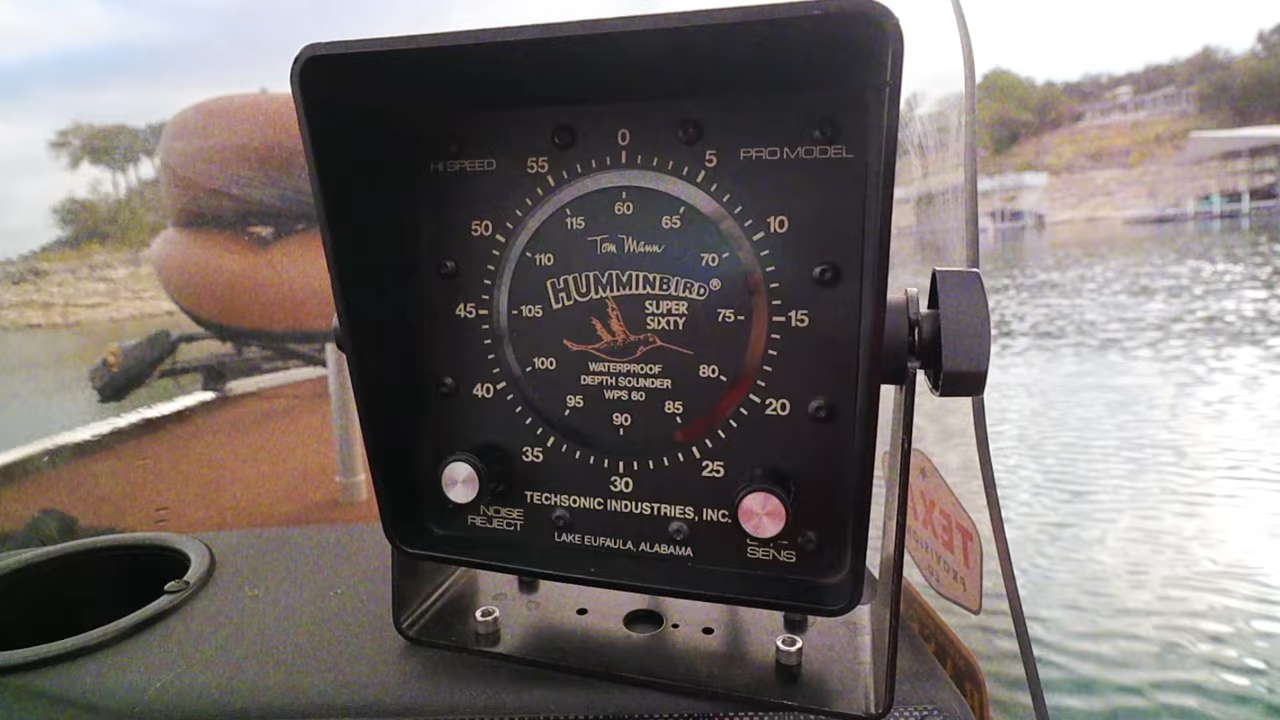 HI SPEED
PRO MODEL
0
5
10
15
20
25
30
35
40
45
50
55
60
65
70
75
80
85
90
95
100
105
110
115
Tom Mann
HUMMINBIRD®
SUPER
SIXTY
WATERPROOF
DEPTH SOUNDER
WPS 60
NOISE
REJECT
TECHSONIC INDUSTRIES, INC.
LAKE EUFAULA, ALABAMA
SENS